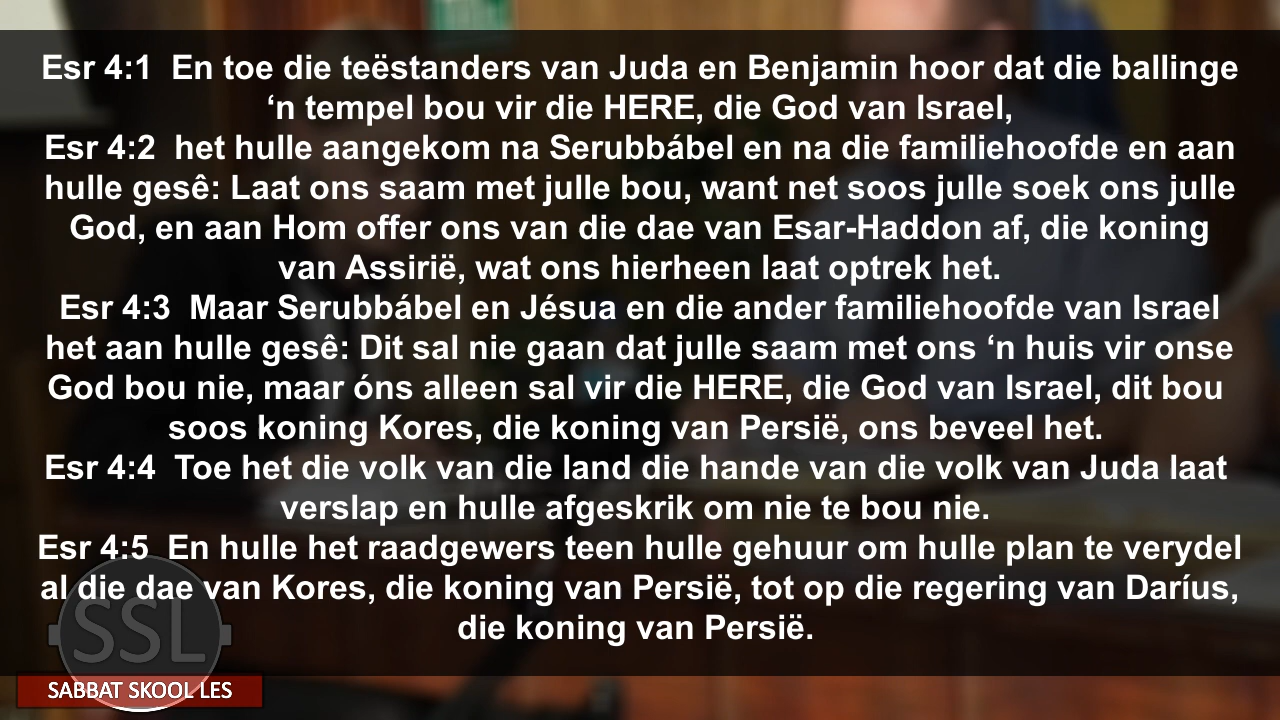 Esr 4:1  En toe die teëstanders van Juda en Benjamin hoor dat die ballinge
‘n tempel bou vir die HERE, die God van Israel,
Esr 4:2  het hulle aangekom na Serubbábel en na die familiehoofde en aan
hulle gesê: Laat ons saam met julle bou, want net soos julle soek ons julle
God, en aan Hom offer ons van die dae van Esar-Haddon af, die koning
van Assirië, wat ons hierheen laat optrek het.
Esr 4:3  Maar Serubbábel en Jésua en die ander familiehoofde van Israel
het aan hulle gesê: Dit sal nie gaan dat julle saam met ons ‘n huis vir onse
God bou nie, maar óns alleen sal vir die HERE, die God van Israel, dit bou
soos koning Kores, die koning van Persië, ons beveel het.
Esr 4:4  Toe het die volk van die land die hande van die volk van Juda laat
verslap en hulle afgeskrik om nie te bou nie.
Esr 4:5  En hulle het raadgewers teen hulle gehuur om hulle plan te verydel
al die dae van Kores, die koning van Persië, tot op die regering van Daríus,
die koning van Persië.
SSL
SABBAT SKOOL LES